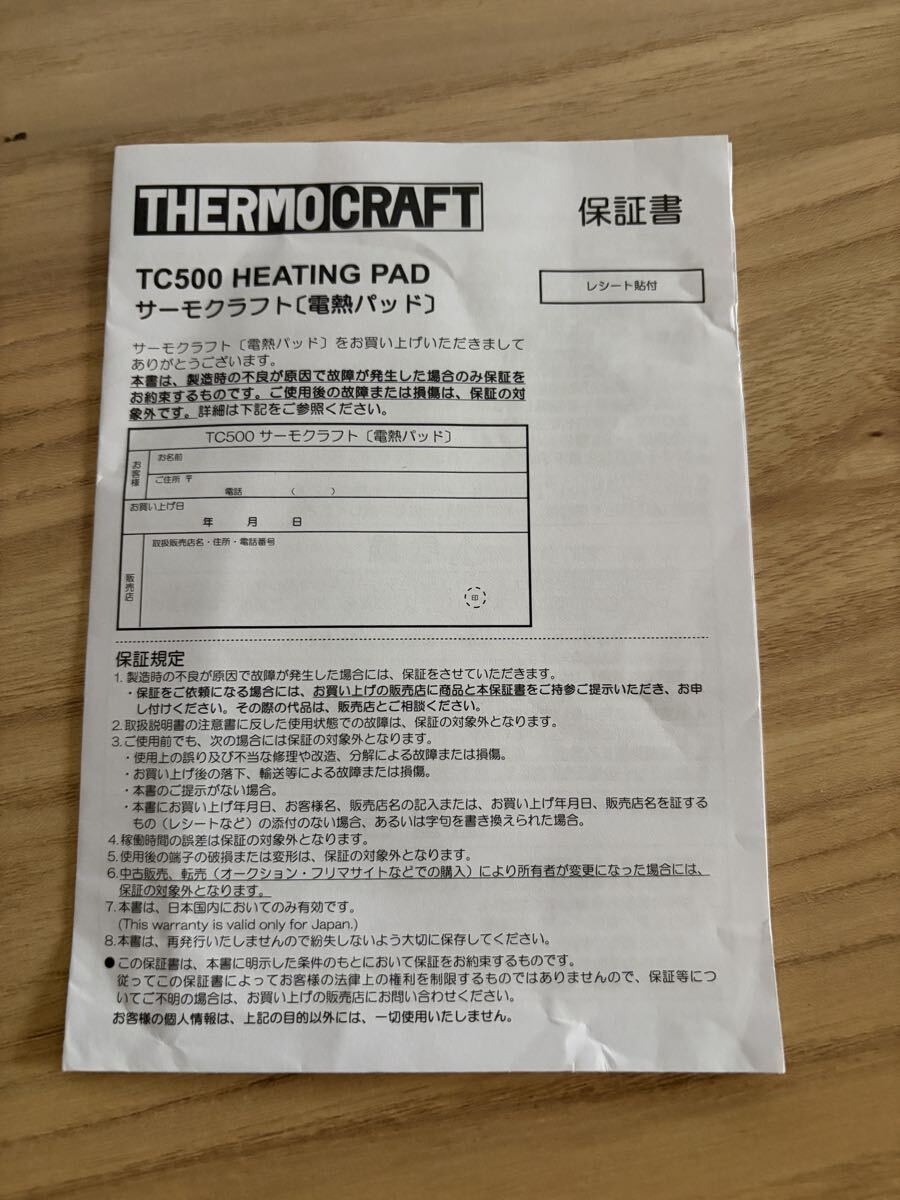 THERMOCRAFT
保証書
TC500 HEATING PAD
サーモクラフト〔電熱パッド〕
レシート貼付
サーモクラフト〔電熱パッド〕をお買い上げいただきまして
ありがとうございます。
本書は、製造時の不良が原因で故障が発生した場合のみ保証を
お約束するものです。ご使用後の故障または損傷は、保証の対
象外です。詳細は下記をご参照ください。
TC500 サーモクラフト〔電熱パッド〕
お客様
お名前
ご住所 〒
電話 （ ）
お買い上げ日
年 月 日
販売店
取扱販売店名・住所・電話番号
印
保証規定
1. 製造時の不良が原因で故障が発生した場合には、保証をさせていただきます。
・保証をご依頼になる場合には、お買い上げの販売店に商品と本保証書をご持参ご提示いただき、お申
し付けください。その際の代品は、販売店とご相談ください。
2. 取扱説明書の注意書に反した使用状態での故障は、保証の対象外となります。
3. ご使用前でも、次の場合には保証の対象外となります。
・使用上の誤り及び不当な修理や改造、分解による故障または損傷。
・お買い上げ後の落下、輸送等による故障または損傷。
・本書のご提示がない場合。
・本書にお買い上げ年月日、お客様名、販売店名の記入または、お買い上げ年月日、販売店名を証する
もの（レシートなど）の添付のない場合、あるいは字句を書き換えられた場合。
4. 稼働時間の誤差は保証の対象外となります。
5. 使用後の端子の破損または変形は、保証の対象外となります。
6. 中古販売、転売（オークション・フリマサイトなどでの購入）により所有者が変更になった場合には、
保証の対象外となります。
7. 本書は、日本国内においてのみ有効です。
(This warranty is valid only for Japan.)
8. 本書は、再発行いたしませんので紛失しないよう大切に保存してください。
●この保証書は、本書に明示した条件のもとにおいて保証をお約束するものです。
従ってこの保証書によってお客様の法律上の権利を制限するものではありませんので、保証等につ
いてご不明の場合は、お買い上げの販売店にお問い合わせください。
お客様の個人情報は、上記の目的以外には、一切使用いたしません。